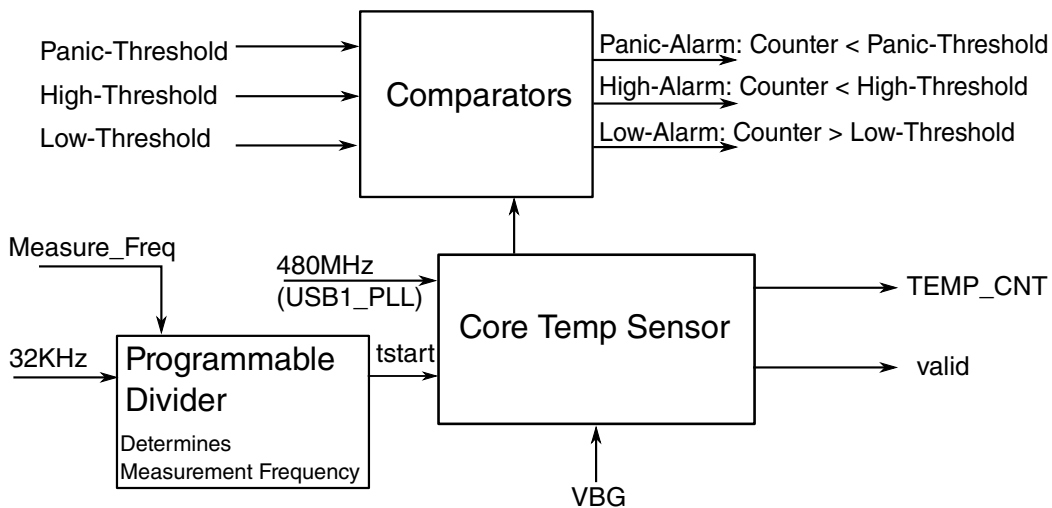 Panic-Threshold
High-Threshold
Low-Threshold
Comparators
Panic-Alarm: Counter < Panic-Threshold
High-Alarm: Counter < High-Threshold
Low-Alarm: Counter > Low-Threshold
Measure_Freq
480MHz
(USB1_PLL)
Core Temp Sensor
TEMP_CNT
valid
32KHz
Programmable
Divider
Determines
Measurement Frequency
tstart
VBG